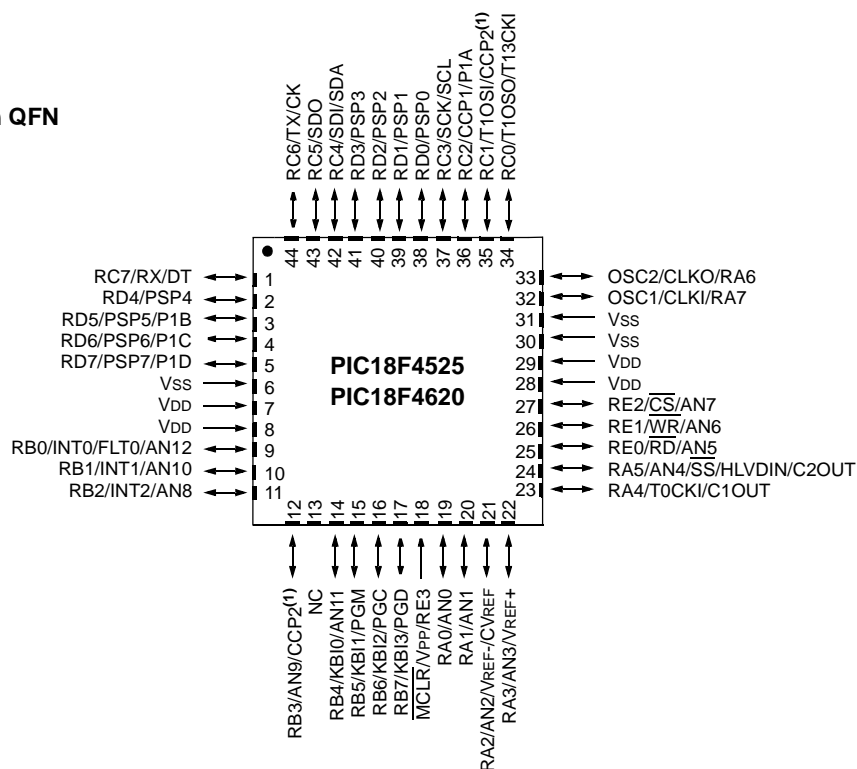 QFN
RC6/TX/CK
RC5/SDO
RC4/SDI/SDA
RD3/PSP3
RD2/PSP2
RD1/PSP1
RD0/PSP0
RC3/SCK/SCL
RC2/CCP1/P1A
RC1/T1OSI/CCP2(1)
RC0/T1OSO/T13CKI
44
43
42
41
40
39
38
37
36
35
34
RC7/RX/DT 1
RD4/PSP4 2
RD5/PSP5/P1B 3
RD6/PSP6/P1C 4
RD7/PSP7/P1D 5
VSS 6
VDD 7
VDD 8
RB0/INT0/FLT0/AN12 9
RB1/INT1/AN10 10
RB2/INT2/AN8 11
PIC18F4525
PIC18F4620
33 OSC2/CLKO/RA6
32 OSC1/CLKI/RA7
31 VSS
30 VSS
29 VDD
28 VDD
27 RE2/CS/AN7
26 RE1/WR/AN6
25 RE0/RD/AN5
24 RA5/AN4/SS/HLVDIN/C2OUT
23 RA4/T0CKI/C1OUT
12
13
14
15
16
17
18
19
20
21
22
RB3/AN9/CCP2(1)
NC
RB4/KBI0/AN11
RB5/KBI1/PGM
RB6/KBI2/PGC
RB7/KBI3/PGD
MCLR/VPP/RE3
RA0/AN0
RA1/AN1
RA2/AN2/VREF-/CVREF
RA3/AN3/VREF+